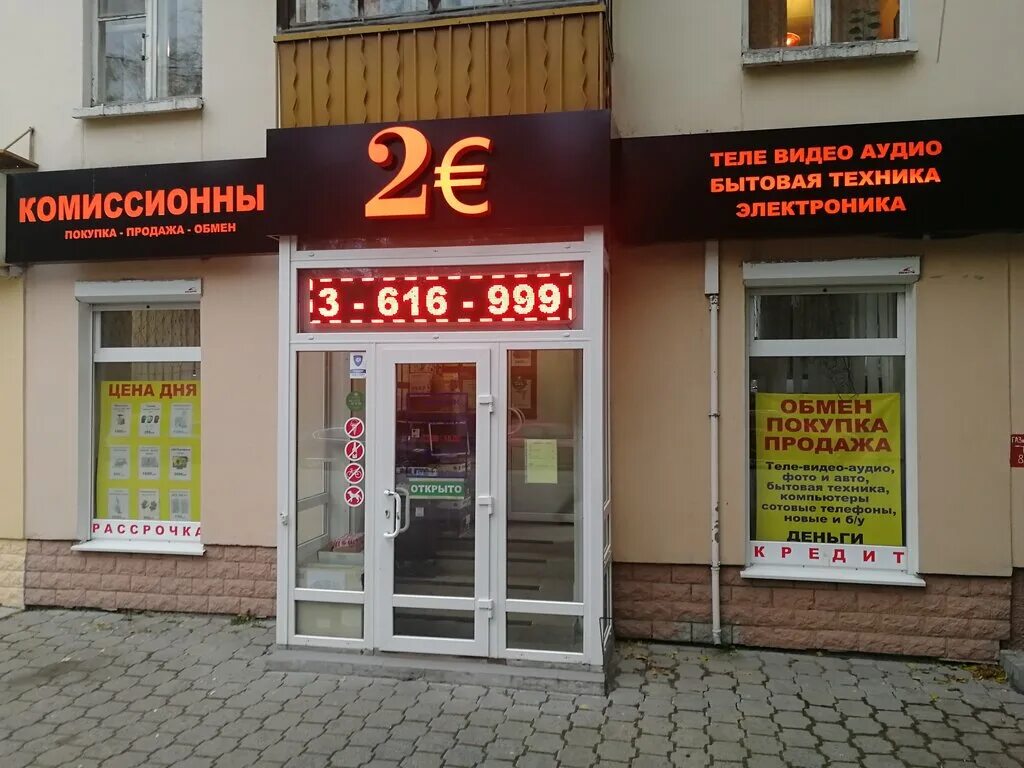 КОМИССИОННЫ
ПОКУПКА - ПРОДАЖА - ОБМЕН
2€
ТЕЛЕ ВИДЕО АУДИО
БЫТОВАЯ ТЕХНИКА
ЭЛЕКТРОНИКА
3 - 616 - 999
ЦЕНА ДНЯ
РАССРОЧКА
ОТКРЫТО
ОБМЕН
ПОКУПКА
ПРОДАЖА
Теле-видео-аудио,
фото и авто,
бытовая техника,
компьютеры
сотовые телефоны,
новые и б/у
ДЕНЬГИ
КРЕДИТ